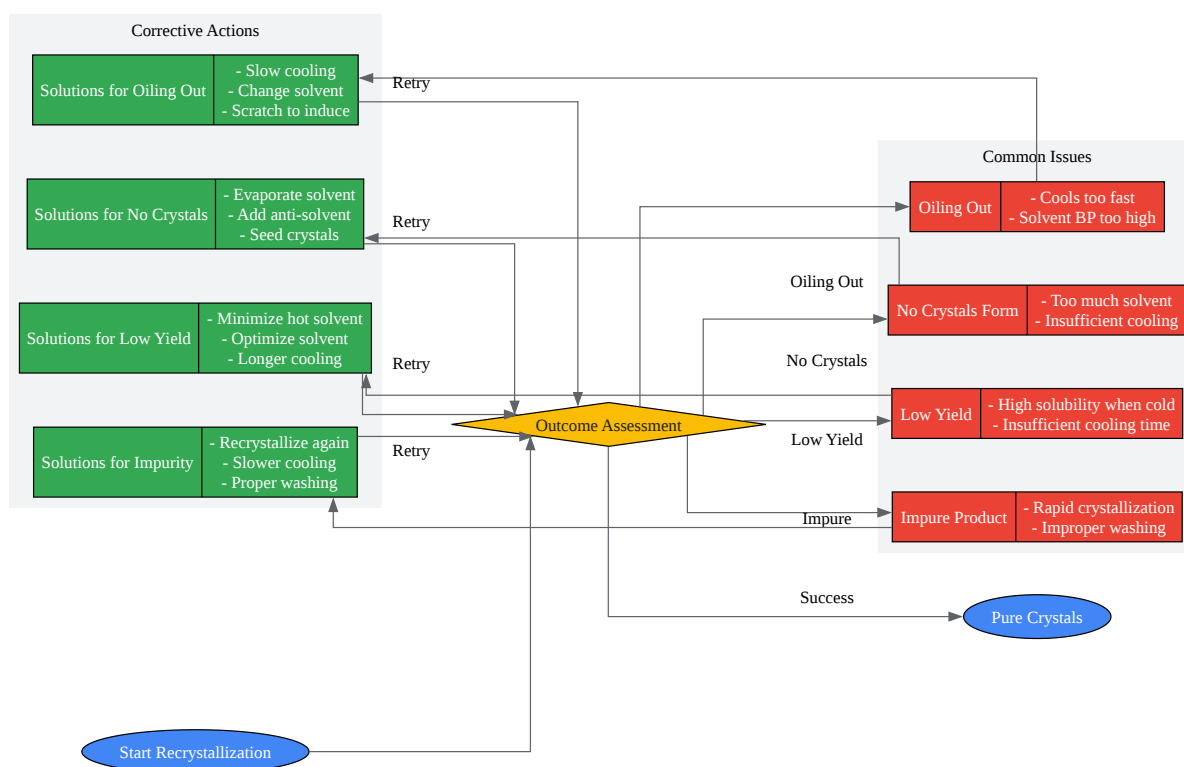 Corrective Actions
Solutions for Oiling Out
- Slow cooling
- Change solvent
- Scratch to induce
Retry
Solutions for No Crystals
- Evaporate solvent
- Add anti-solvent
- Seed crystals
Retry
Solutions for Low Yield
- Minimize hot solvent
- Optimize solvent
- Longer cooling
Retry
Solutions for Impurity
- Recrystallize again
- Slower cooling
- Proper washing
Retry
Outcome Assessment
Common Issues
Oiling Out
- Cools too fast
- Solvent BP too high
Oiling Out
No Crystals Form
- Too much solvent
- Insufficient cooling
No Crystals
Low Yield
- High solubility when cold
- Insufficient cooling time
Low Yield
Impure Product
- Rapid crystallization
- Improper washing
Impure
Success
Pure Crystals
Start Recrystallization